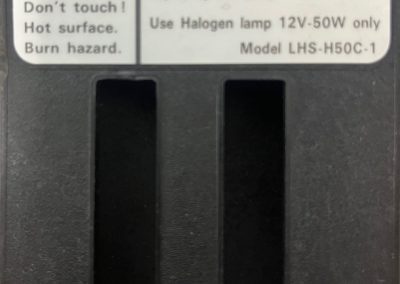 Don't touch!
Hot surface.
Burn hazard.
Use Halogen lamp 12V-50W only
Model LHS-H50C-1